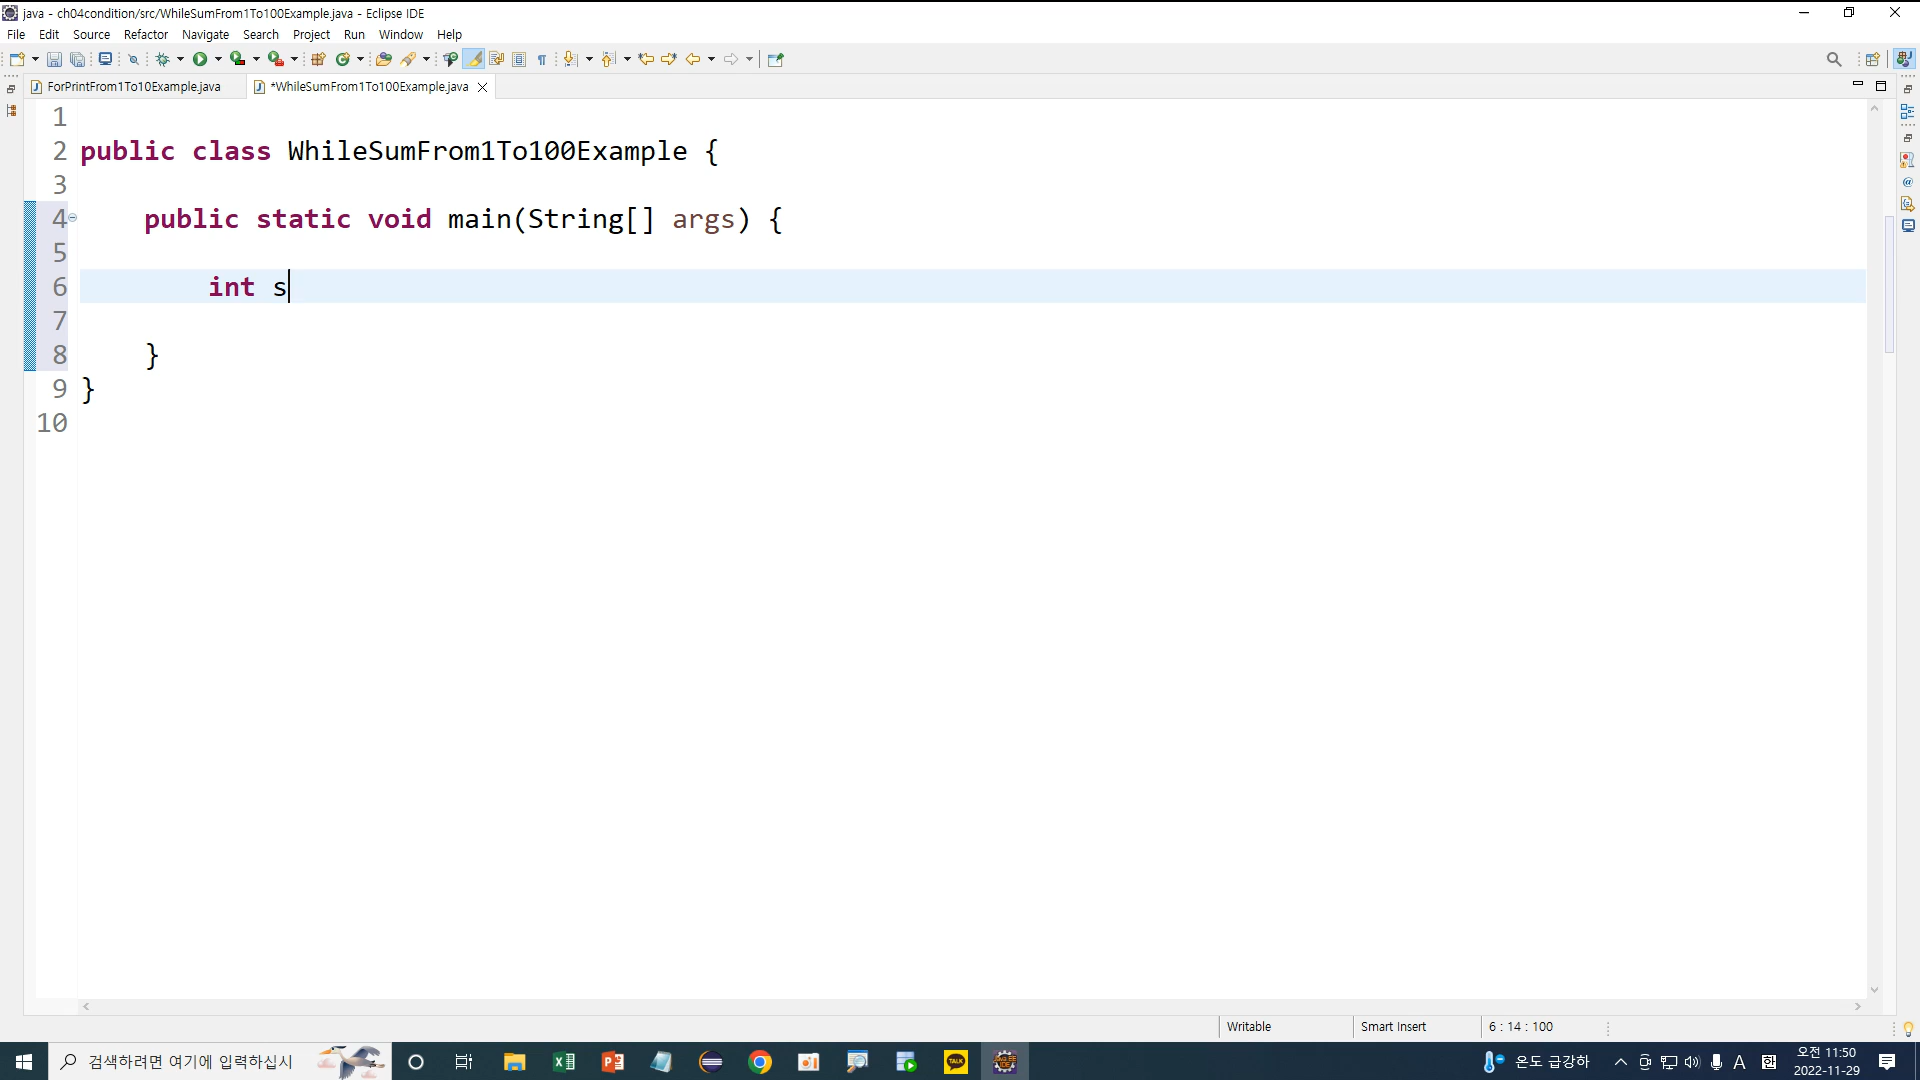 java - ch04condition/src/WhileSumFrom1To100Example.java - Eclipse IDE
File Edit Source Refactor Navigate Search Project Run Window Help
ForPrintFrom1To10Example.java *WhileSumFrom1To100Example.java
1
2 public class WhileSumFrom1To100Example {
3
4 public static void main(String[] args) {
5
6 int s
7
8 }
9 }
10
Writable Smart Insert 6 : 14 : 100
검색하려면 여기에 입력하십시 온도 급강하 A 오전 11:50
2022-11-29
TALK